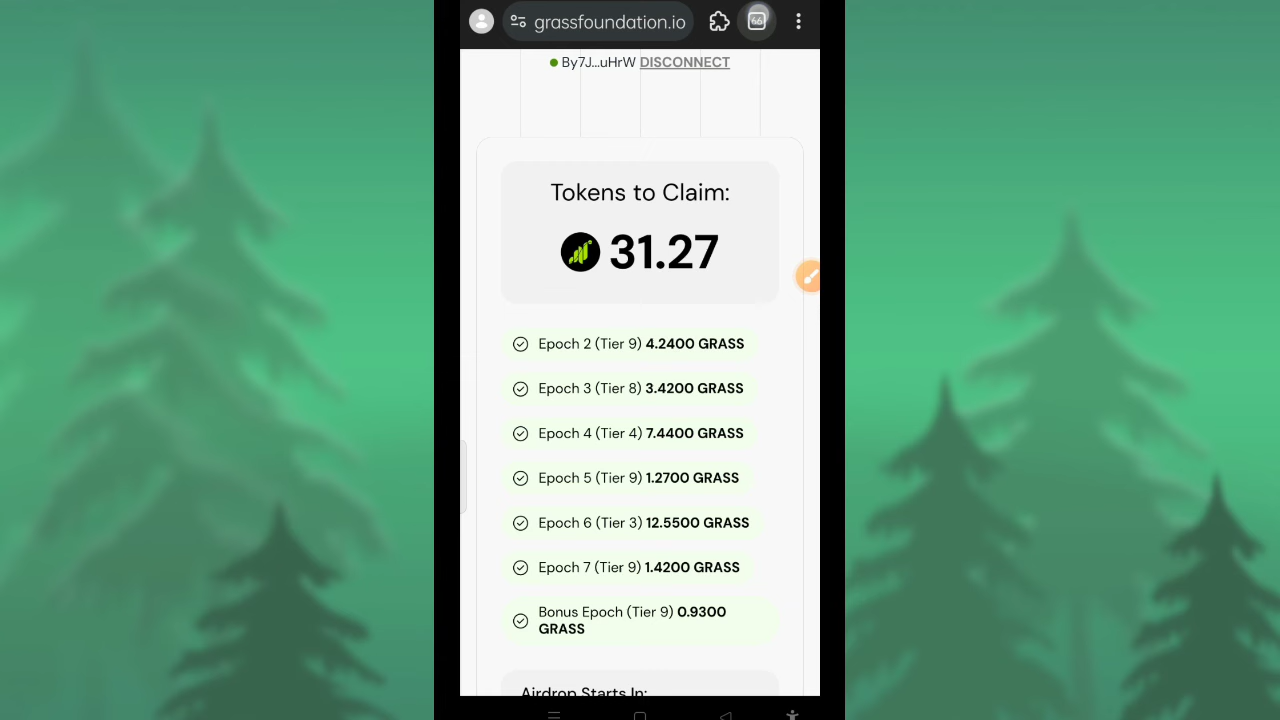 grassfoundation.io
66
By7J...uHrW DISCONNECT
Tokens to Claim:
31.27
Epoch 2 (Tier 9) 4.2400 GRASS
Epoch 3 (Tier 8) 3.4200 GRASS
Epoch 4 (Tier 4) 7.4400 GRASS
Epoch 5 (Tier 9) 1.2700 GRASS
Epoch 6 (Tier 3) 12.5500 GRASS
Epoch 7 (Tier 9) 1.4200 GRASS
Bonus Epoch (Tier 9) 0.9300
GRASS
Airdrop Starts In: